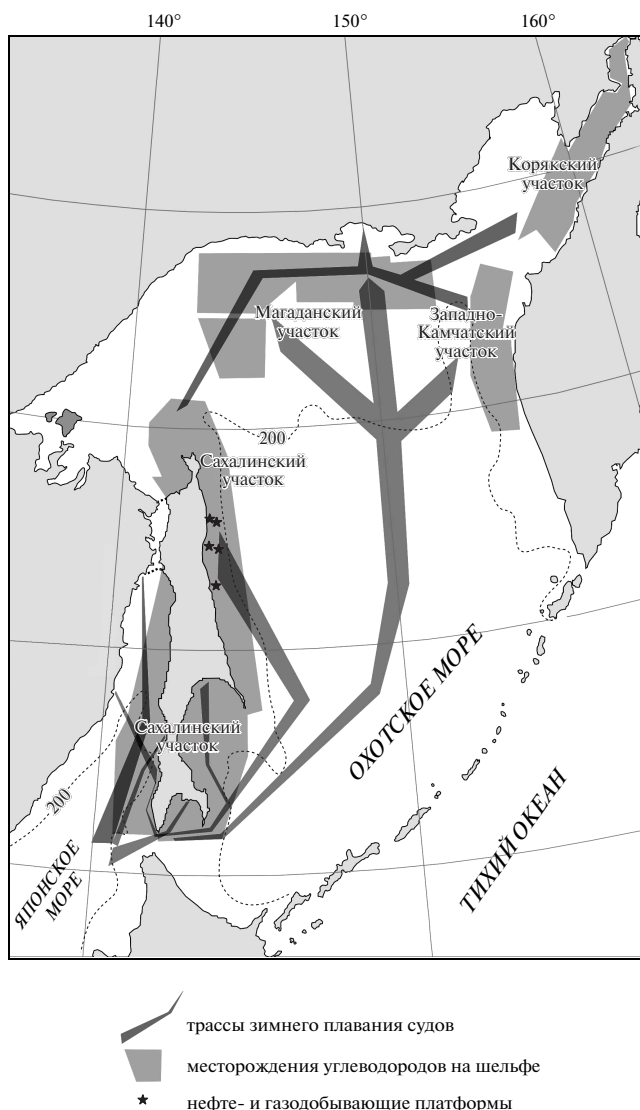 140° 150° 160°
Корякский
участок
Магаданский
участок
Западно-
Камчатский
участок
200
Сахалинский
участок
ОХОТСКОЕ МОРЕ
Сахалинский
участок
200
ТИХИЙ ОКЕАН
ЯПОНСКОЕ
МОРЕ
трассы зимнего плавания судов
месторождения углеводородов на шельфе
нефте- и газодобывающие платформы